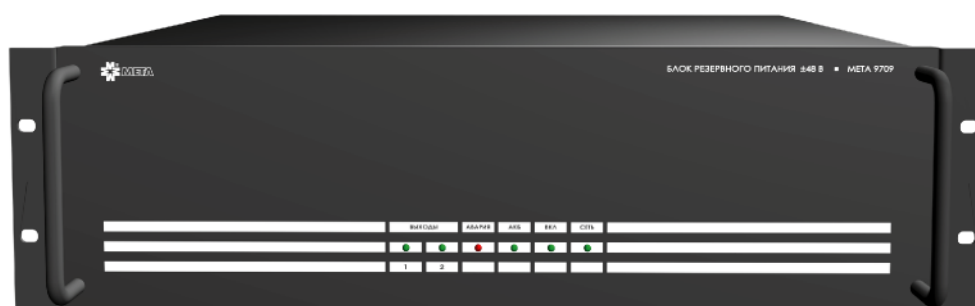 МЕТА
БЛОК РЕЗЕРВНОГО ПИТАНИЯ ±48 В ■ МЕТА 9709
ВЫХОДЫ АВАРИЯ АКБ ВКЛ СЕТЬ
1 2